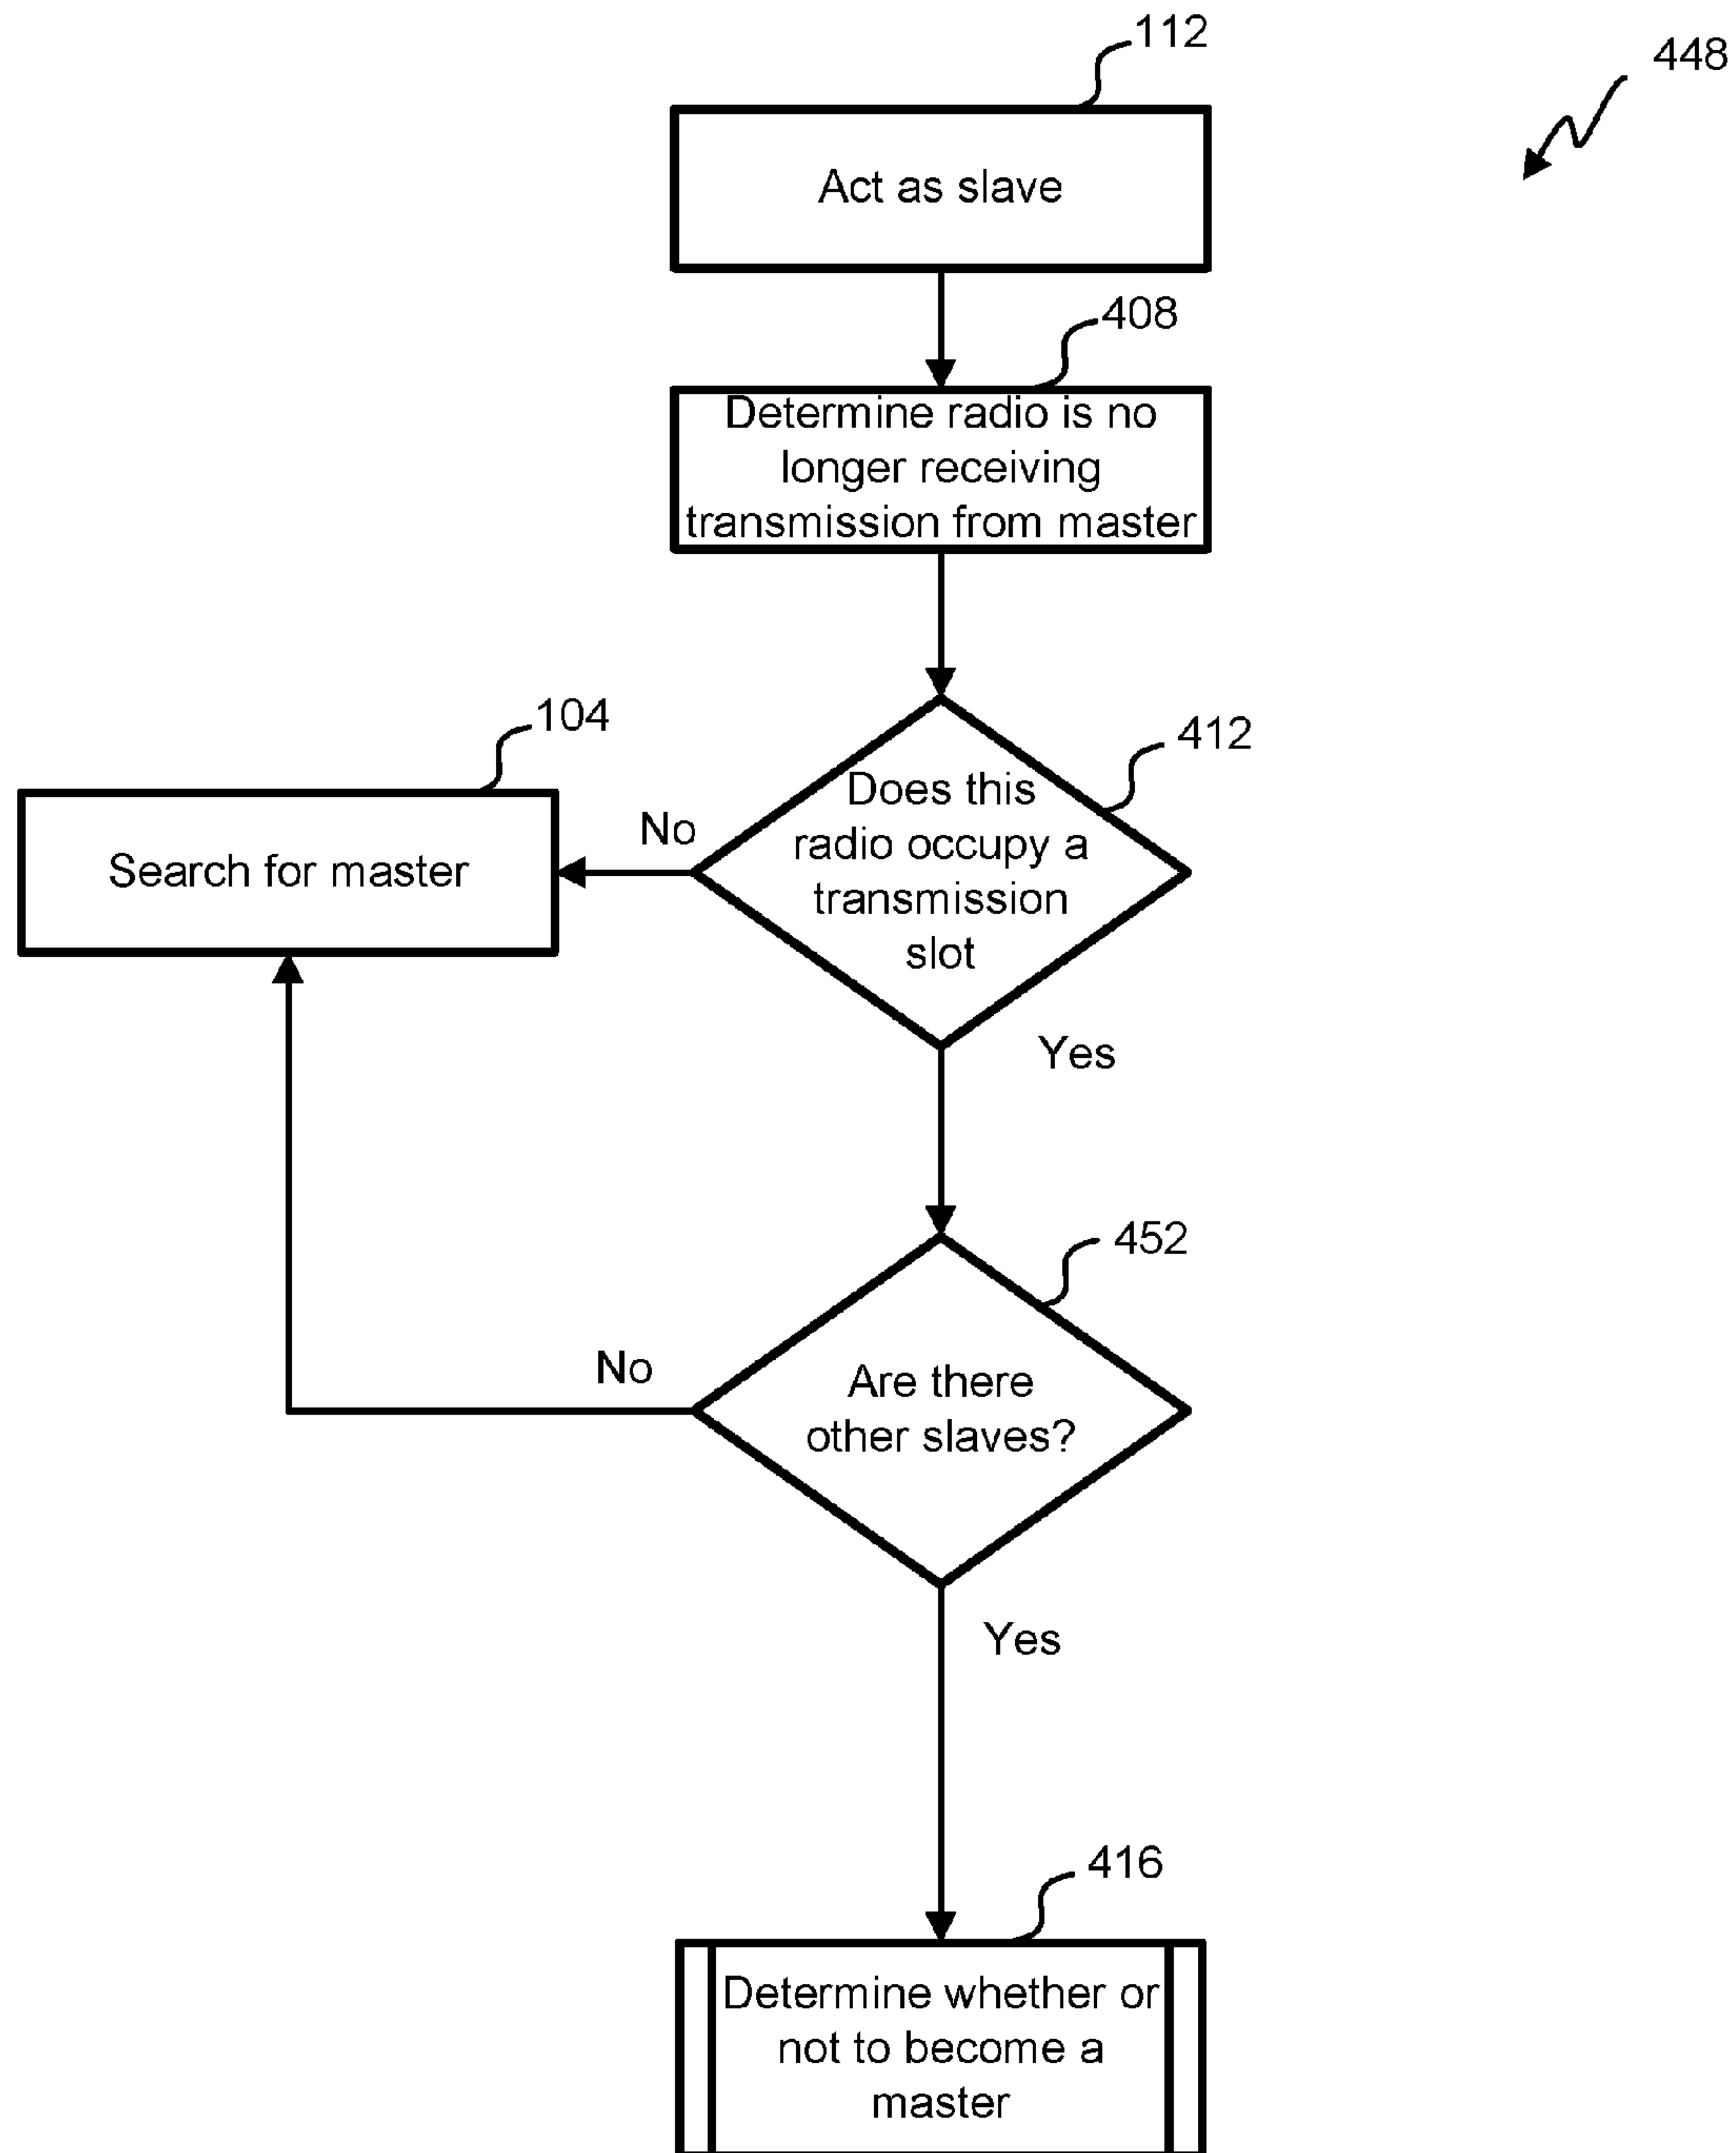 112
448
Act as slave
408
Determine radio is no
longer receiving
transmission from master
104
412
Does this
radio occupy a
transmission
slot
No
Search for master
Yes
452
No
Are there
other slaves?
Yes
416
Determine whether or
not to become a
master